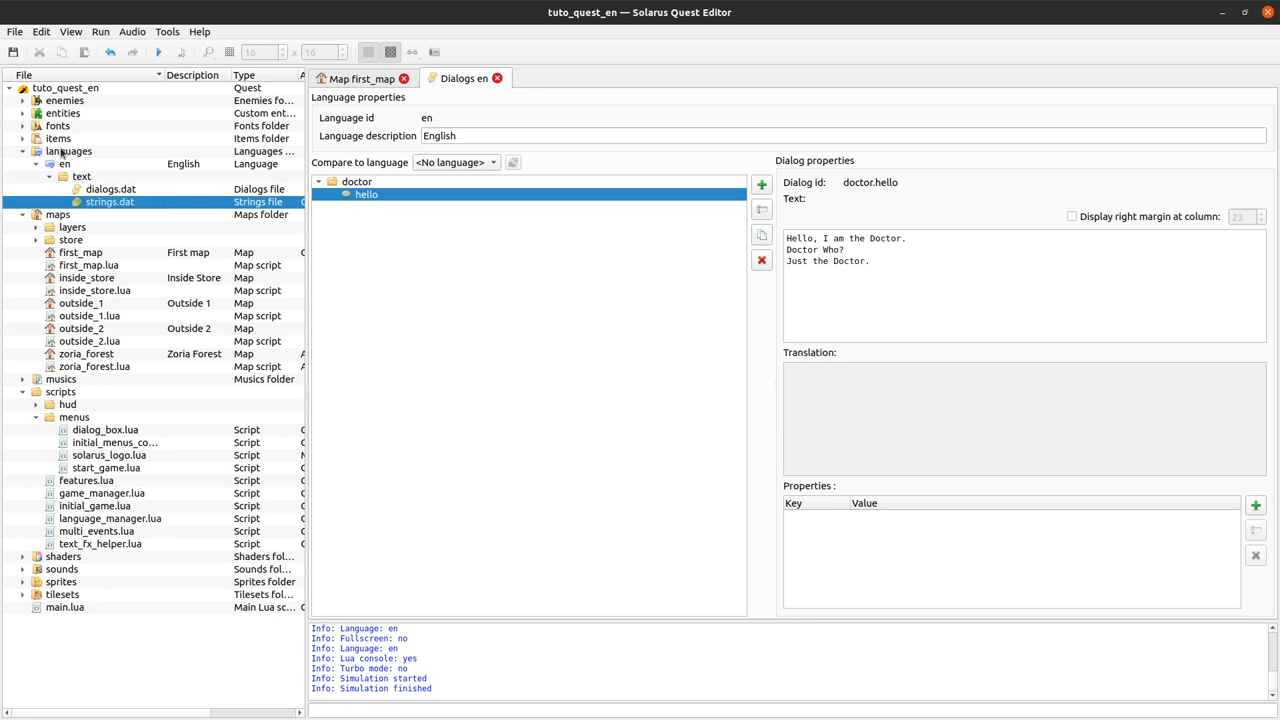 tuto_quest_en — Solarus Quest Editor
File Edit View Run Audio Tools Help
16 x 16
File Description Type A
tuto_quest_en Quest
enemies Enemies fo...
entities Custom ent...
fonts Fonts folder
items Items folder
languages Languages ...
en English Language
text
dialogs.dat Dialogs file
strings.dat Strings file
maps Maps folder
layers
store
first_map First map Map
first_map.lua Map script
inside_store Inside Store Map
inside_store.lua Map script
outside_1 Outside 1 Map
outside_1.lua Map script
outside_2 Outside 2 Map
outside_2.lua Map script
zoria_forest Zoria Forest Map
zoria_forest.lua Map script
musics Musics folder
scripts
hud
menus
dialog_box.lua Script
initial_menus_co... Script
solarus_logo.lua Script
start_game.lua Script
features.lua Script
game_manager.lua Script
initial_game.lua Script
language_manager.lua Script
multi_events.lua Script
text_fx_helper.lua Script
shaders Shaders fol...
sounds Sounds fol...
sprites Sprites folder
tilesets Tilesets fol...
main.lua Main Lua sc...
Map first_map Dialogs en
Language properties
Language id en
Language description English
Compare to language <No language>
doctor
hello
Dialog properties
Dialog id: doctor.hello
Text:
Display right margin at column: 23
Hello, I am the Doctor.
Doctor Who?
Just the Doctor.
Translation:
Properties :
Key Value
Info: Language: en
Info: Fullscreen: no
Info: Language: en
Info: Lua console: yes
Info: Turbo mode: no
Info: Simulation started
Info: Simulation finished